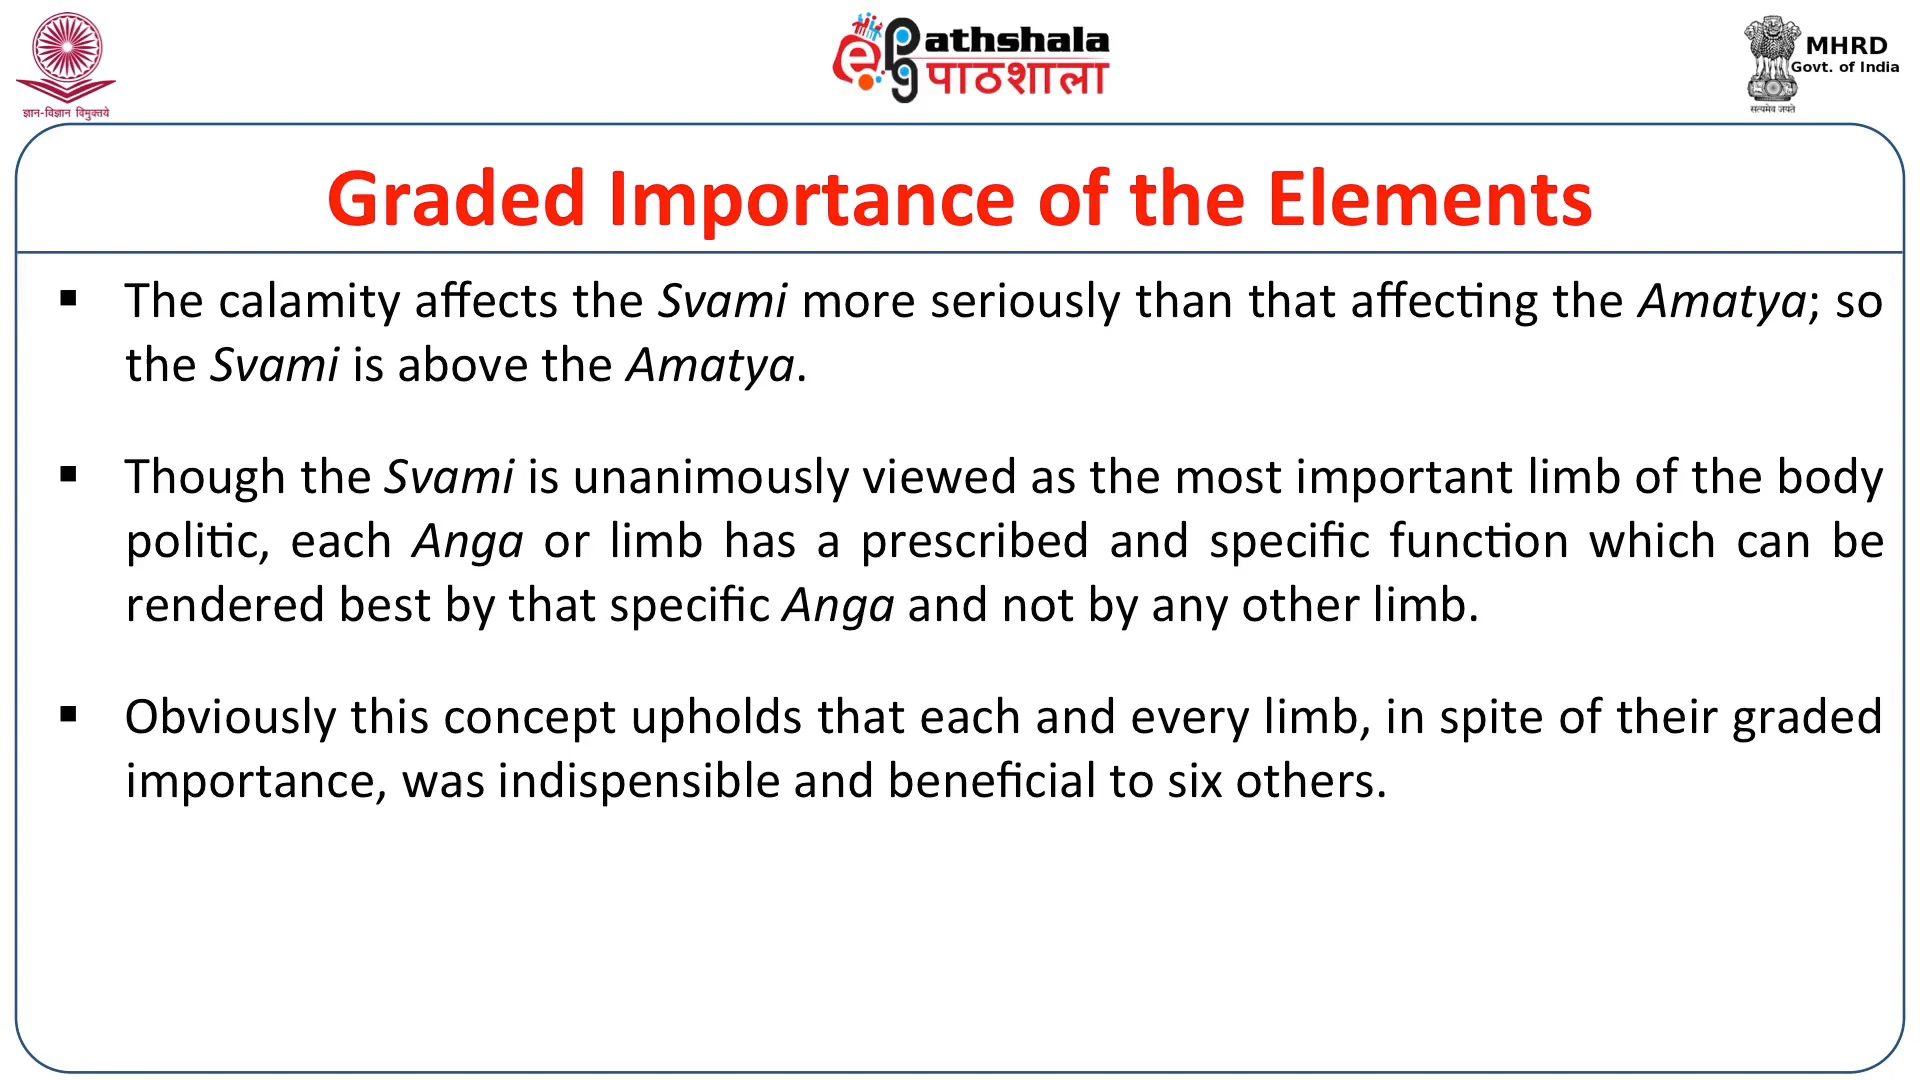 ज्ञान-विज्ञान विमुक्तये
ePG Pathshala
पाठशाला
MHRD
Govt. of India
सत्यमेव जयते
Graded Importance of the Elements
▪ The calamity affects the Svami more seriously than that affecting the Amatya; so
the Svami is above the Amatya.
▪ Though the Svami is unanimously viewed as the most important limb of the body
politic, each Anga or limb has a prescribed and specific function which can be
rendered best by that specific Anga and not by any other limb.
▪ Obviously this concept upholds that each and every limb, in spite of their graded
importance, was indispensible and beneficial to six others.